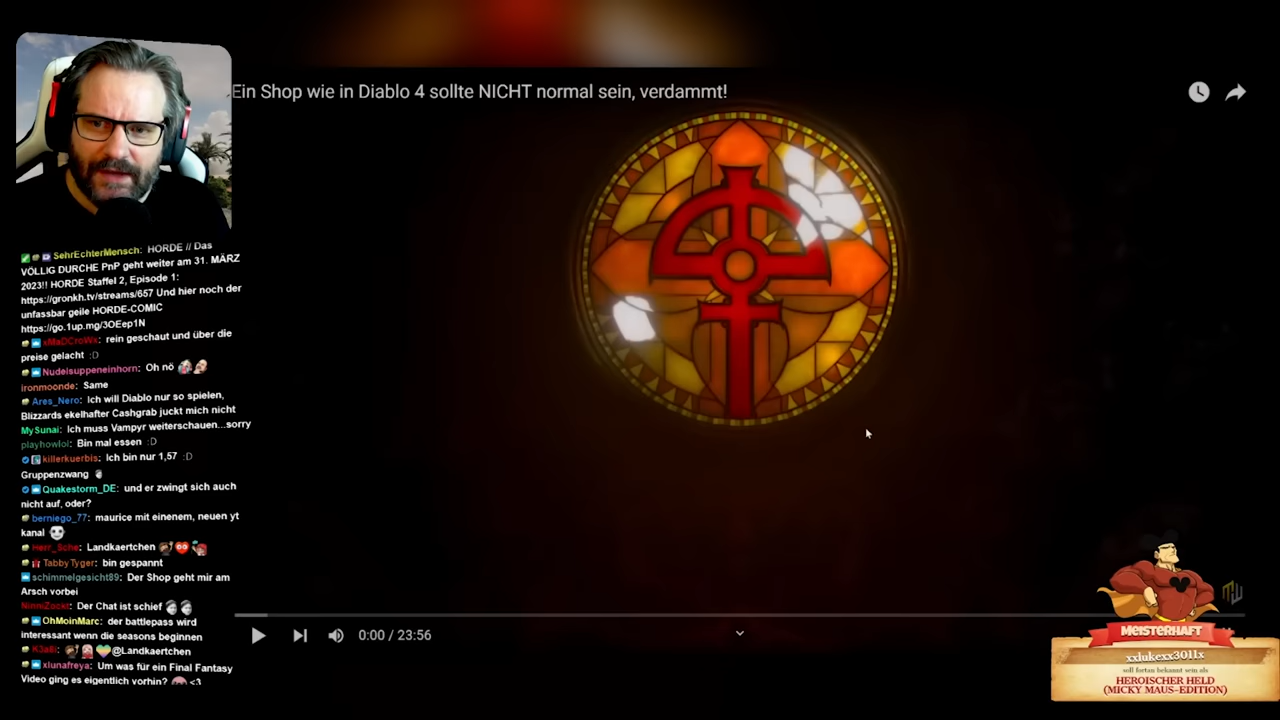 Ein Shop wie in Diablo 4 sollte NICHT normal sein, verdammt!
SehrEchterMensch: HORDE // Das
VÖLLIG DURCHE PnP geht weiter am 31. MÄRZ
2023!! HORDE Staffel 2, Episode 1:
https://gronkh.tv/streams/657 Und hier noch der
unfassbar geile HORDE-COMIC
https://go.1up.mg/3OEep1N
xMaDCroWx: rein geschaut und über die
preise gelacht :D
Nudelsuppeneinhorn: Oh nö
ironmoonde: Same
Ares_Nero: Ich will Diablo nur so spielen,
Blizzards ekelhafter Cashgrab juckt mich nicht
MySunai: Ich muss Vampyr weiterschauen...sorry
playhowlol: Bin mal essen :D
killerkuerbis: Ich bin nur 1,57 :D
Gruppenzwang
Quakestorm_DE: und er zwingt sich auch
nicht auf, oder?
berniego_77: maurice mit einenem, neuen yt
kanal
Herr_Sche: Landkaertchen
TabbyTyger: bin gespannt
schimmelgesicht89: Der Shop geht mir am
Arsch vorbei
NinniZockt: Der Chat ist schief
OhMoinMarc: der battlepass wird
interessant wenn die seasons beginnen
@Landkaertchen
xlunafreya: Um was für ein Final Fantasy
Video ging es eigentlich vorhin? <3
0:00 / 23:56
MEISTERHAFT
xxlukexx3011x
soll fortan bekannt sein als
HEROISCHER HELD
(MICKY MAUS-EDITION)